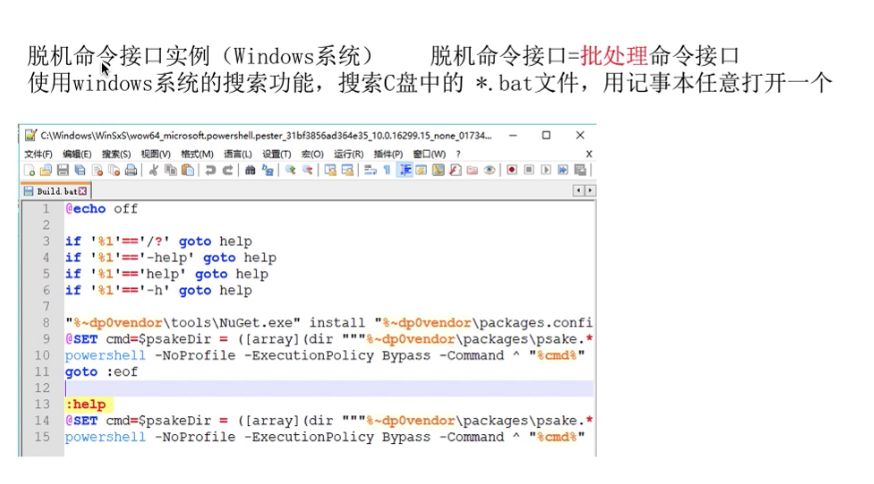 脱机命令接口实例（Windows系统） 脱机命令接口=批处理命令接口
使用windows系统的搜索功能，搜索C盘中的 *.bat文件，用记事本任意打开一个
C:\Windows\WinSxS\wow64_microsoft.powershell.pester_31bf3856ad364e35_10.0.16299.15_none_01734...
文件(F) 编辑(E) 搜索(S) 视图(V) 格式(M) 语言(L) 设置(T) 宏(O) 运行(R) 插件(P) 窗口(W) ? X
Build.bat
1 @echo off
2
3 if '%1'=='/?' goto help
4 if '%1'=='-help' goto help
5 if '%1'=='help' goto help
6 if '%1'=='-h' goto help
7
8 "%~dp0vendor\tools\NuGet.exe" install "%~dp0vendor\packages.confi
9 @SET cmd=$psakeDir = ([array](dir """%~dp0vendor\packages\psake.*
10 powershell -NoProfile -ExecutionPolicy Bypass -Command ^ "%cmd%"
11 goto :eof
12
13 :help
14 @SET cmd=$psakeDir = ([array](dir """%~dp0vendor\packages\psake.*
15 powershell -NoProfile -ExecutionPolicy Bypass -Command ^ "%cmd%"